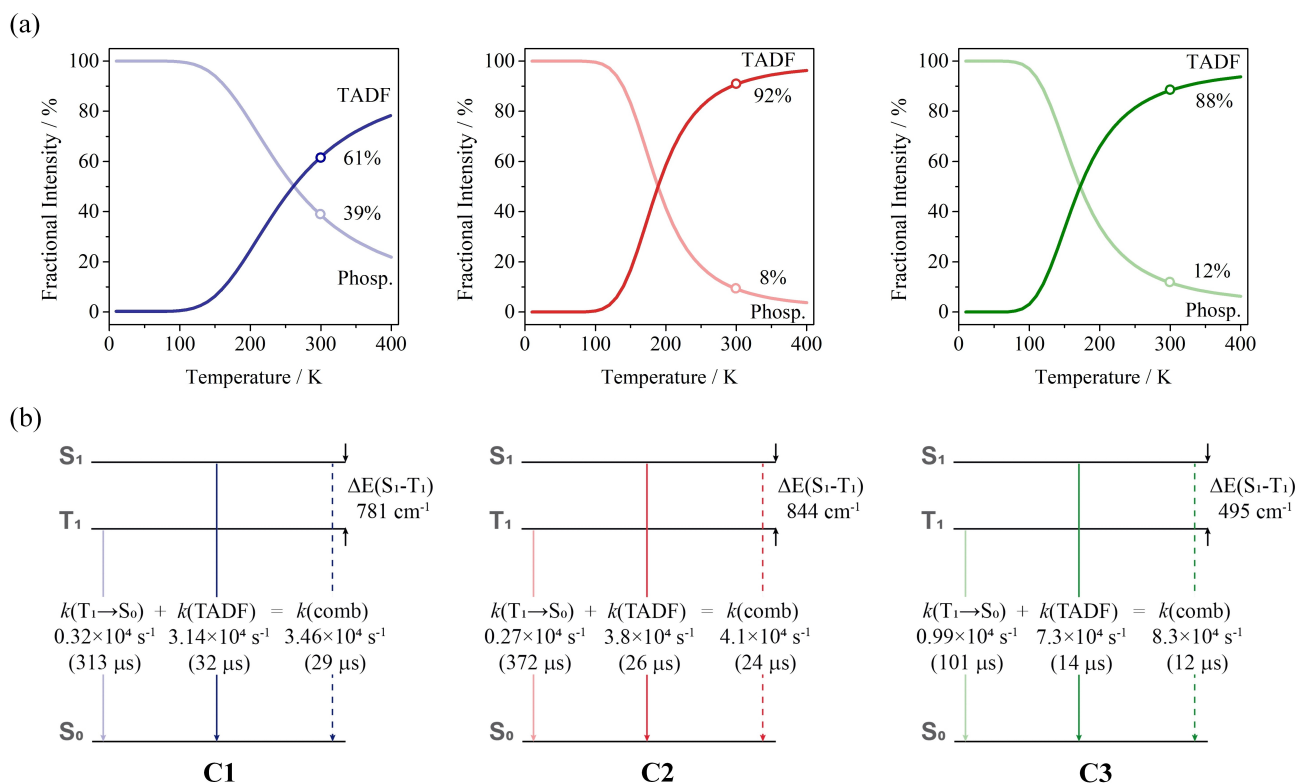 (a)
Fractional Intensity / %
100
80
60
40
20
0
TADF
61%
39%
Phosp.
0 100 200 300 400
Temperature / K
Fractional Intensity / %
100
80
60
40
20
0
TADF
92%
8%
Phosp.
0 100 200 300 400
Temperature / K
Fractional Intensity / %
100
80
60
40
20
0
TADF
88%
12%
Phosp.
0 100 200 300 400
Temperature / K
(b)
S₁
ΔE(S₁-T₁)
781 cm⁻¹
T₁
k(T₁→S₀) + k(TADF) = k(comb)
0.32×10⁴ s⁻¹ 3.14×10⁴ s⁻¹ 3.46×10⁴ s⁻¹
(313 μs) (32 μs) (29 μs)
S₀
C1
S₁
ΔE(S₁-T₁)
844 cm⁻¹
T₁
k(T₁→S₀) + k(TADF) = k(comb)
0.27×10⁴ s⁻¹ 3.8×10⁴ s⁻¹ 4.1×10⁴ s⁻¹
(372 μs) (26 μs) (24 μs)
S₀
C2
S₁
ΔE(S₁-T₁)
495 cm⁻¹
T₁
k(T₁→S₀) + k(TADF) = k(comb)
0.99×10⁴ s⁻¹ 7.3×10⁴ s⁻¹ 8.3×10⁴ s⁻¹
(101 μs) (14 μs) (12 μs)
S₀
C3